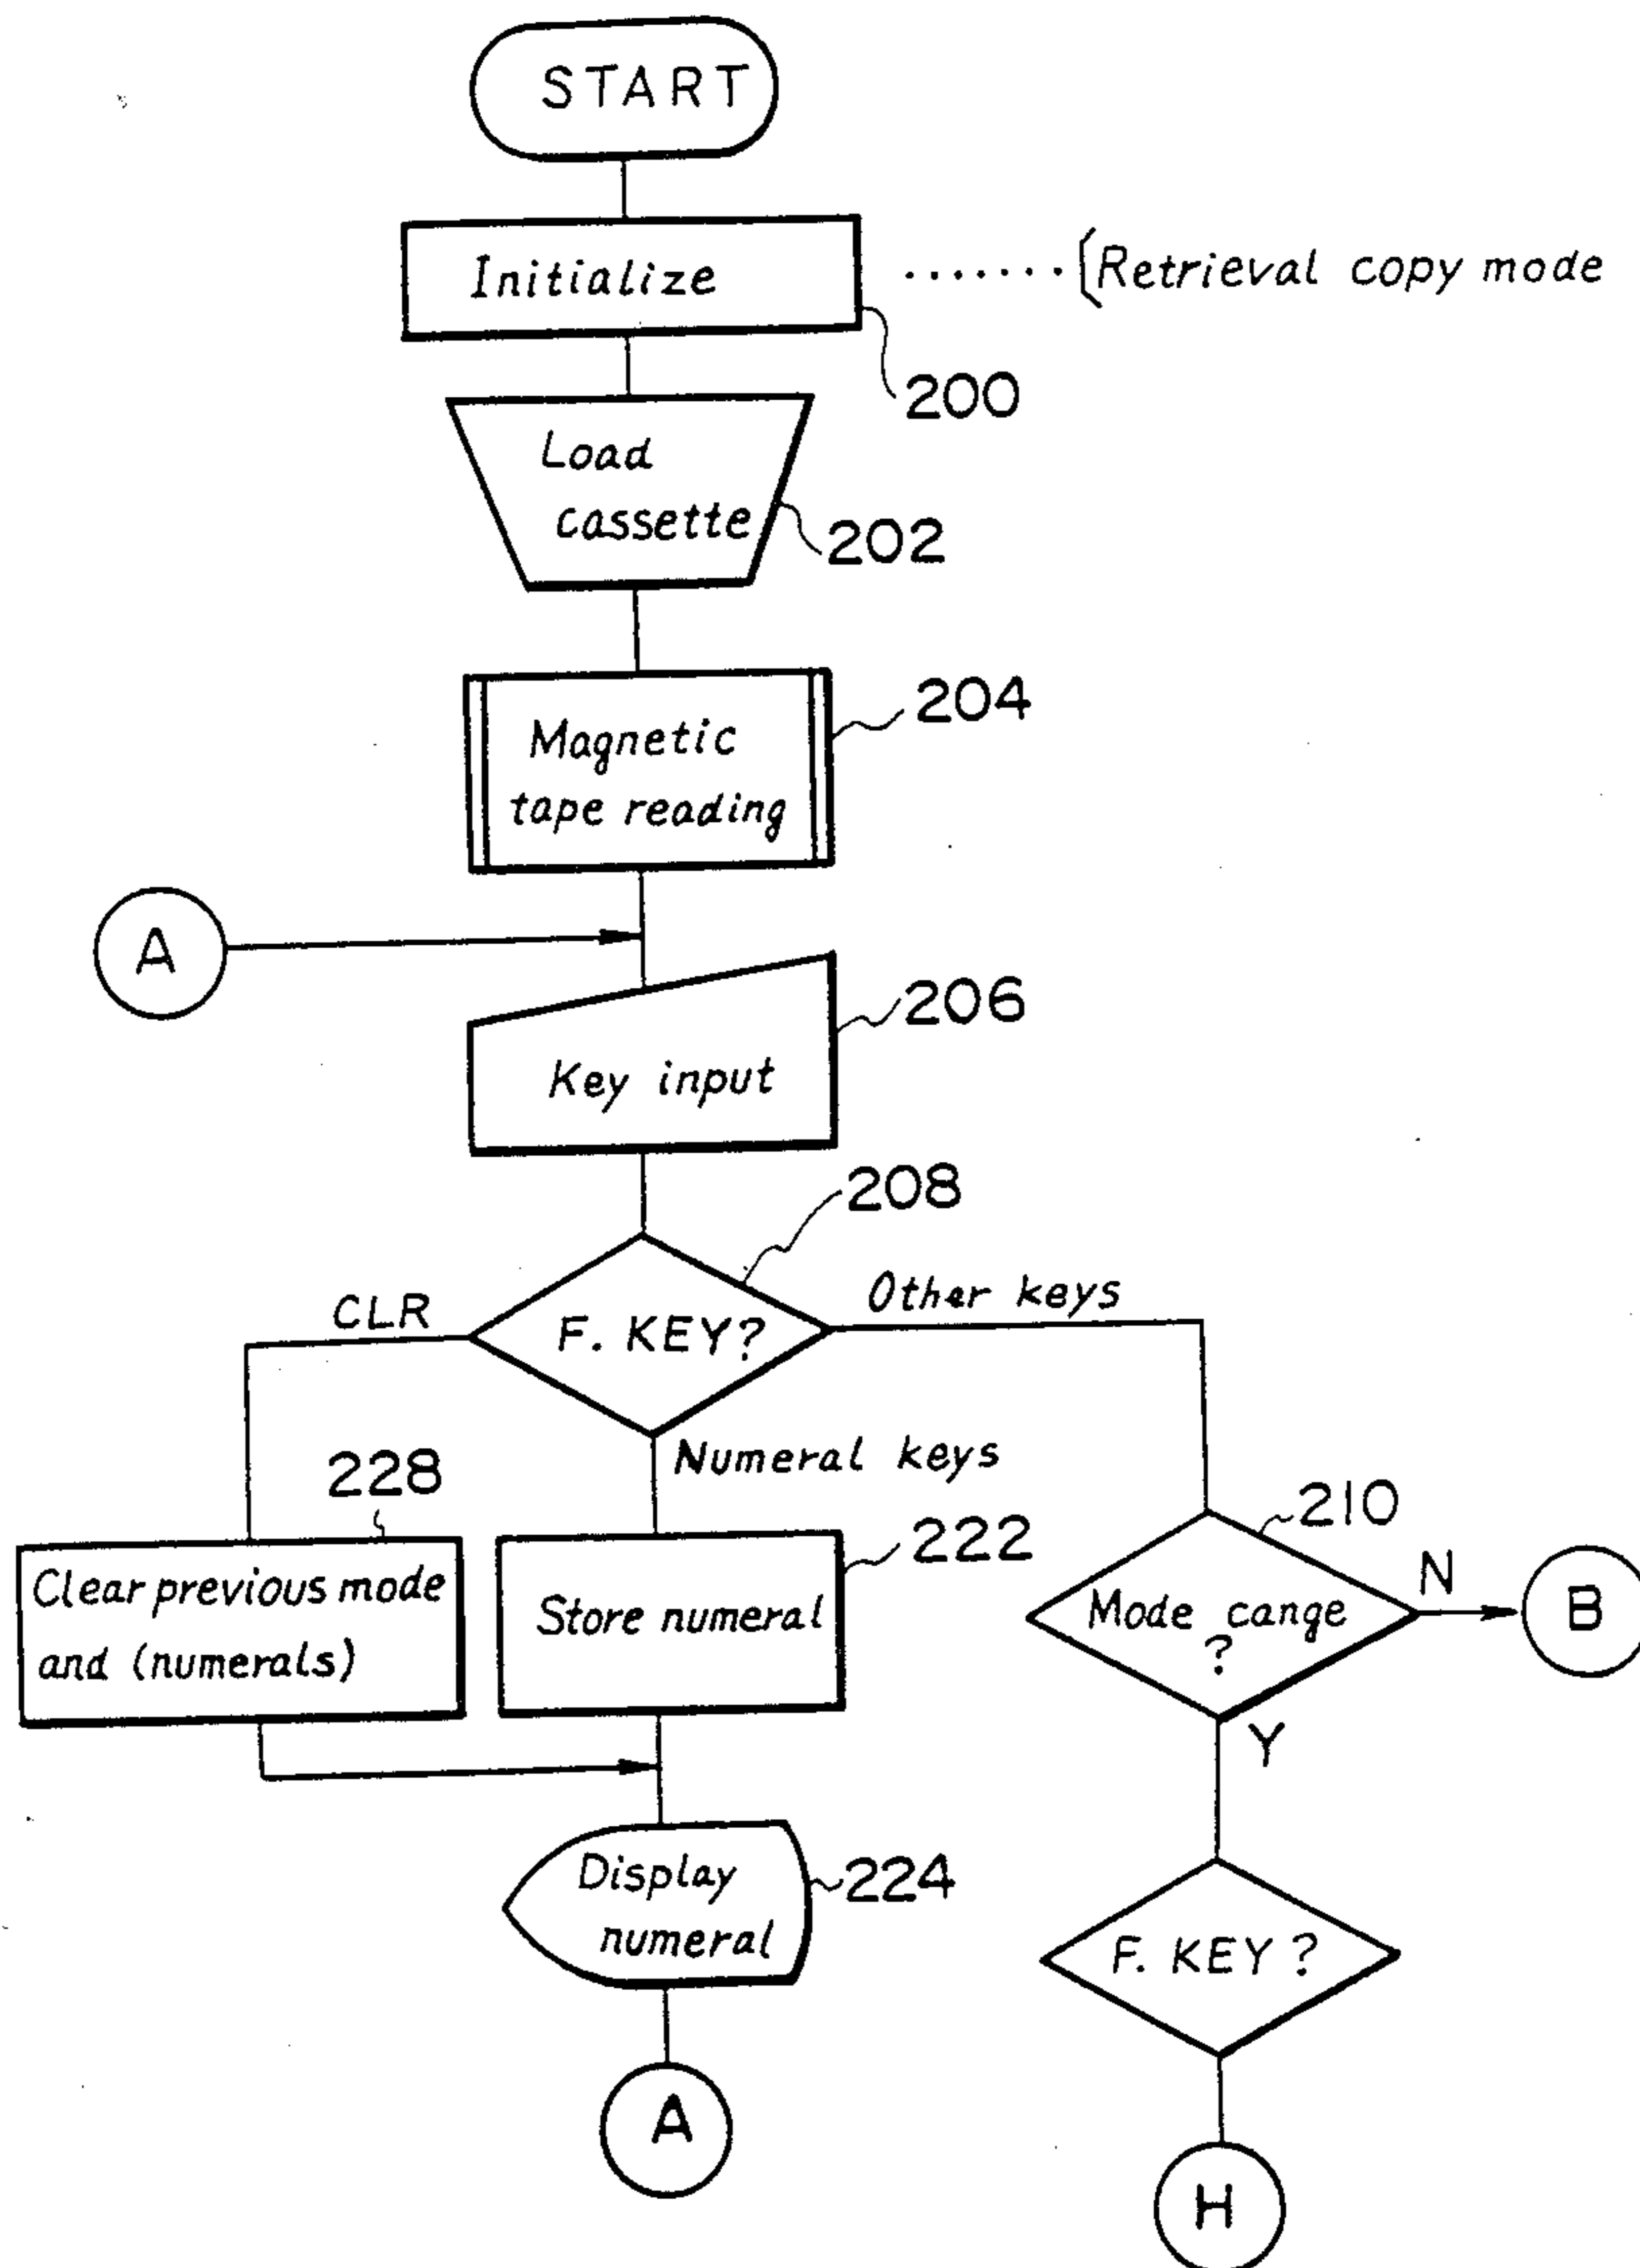 START
Initialize
[Retrieval copy mode
200
Load
cassette
202
204
Magnetic
tape reading
A
206
Key input
208
CLR
F. KEY?
Other keys
Numeral keys
228
222
210
Clear previous mode
and (numerals)
Store numeral
Mode cange
?
N
B
Y
Display
numeral
224
F. KEY ?
A
H